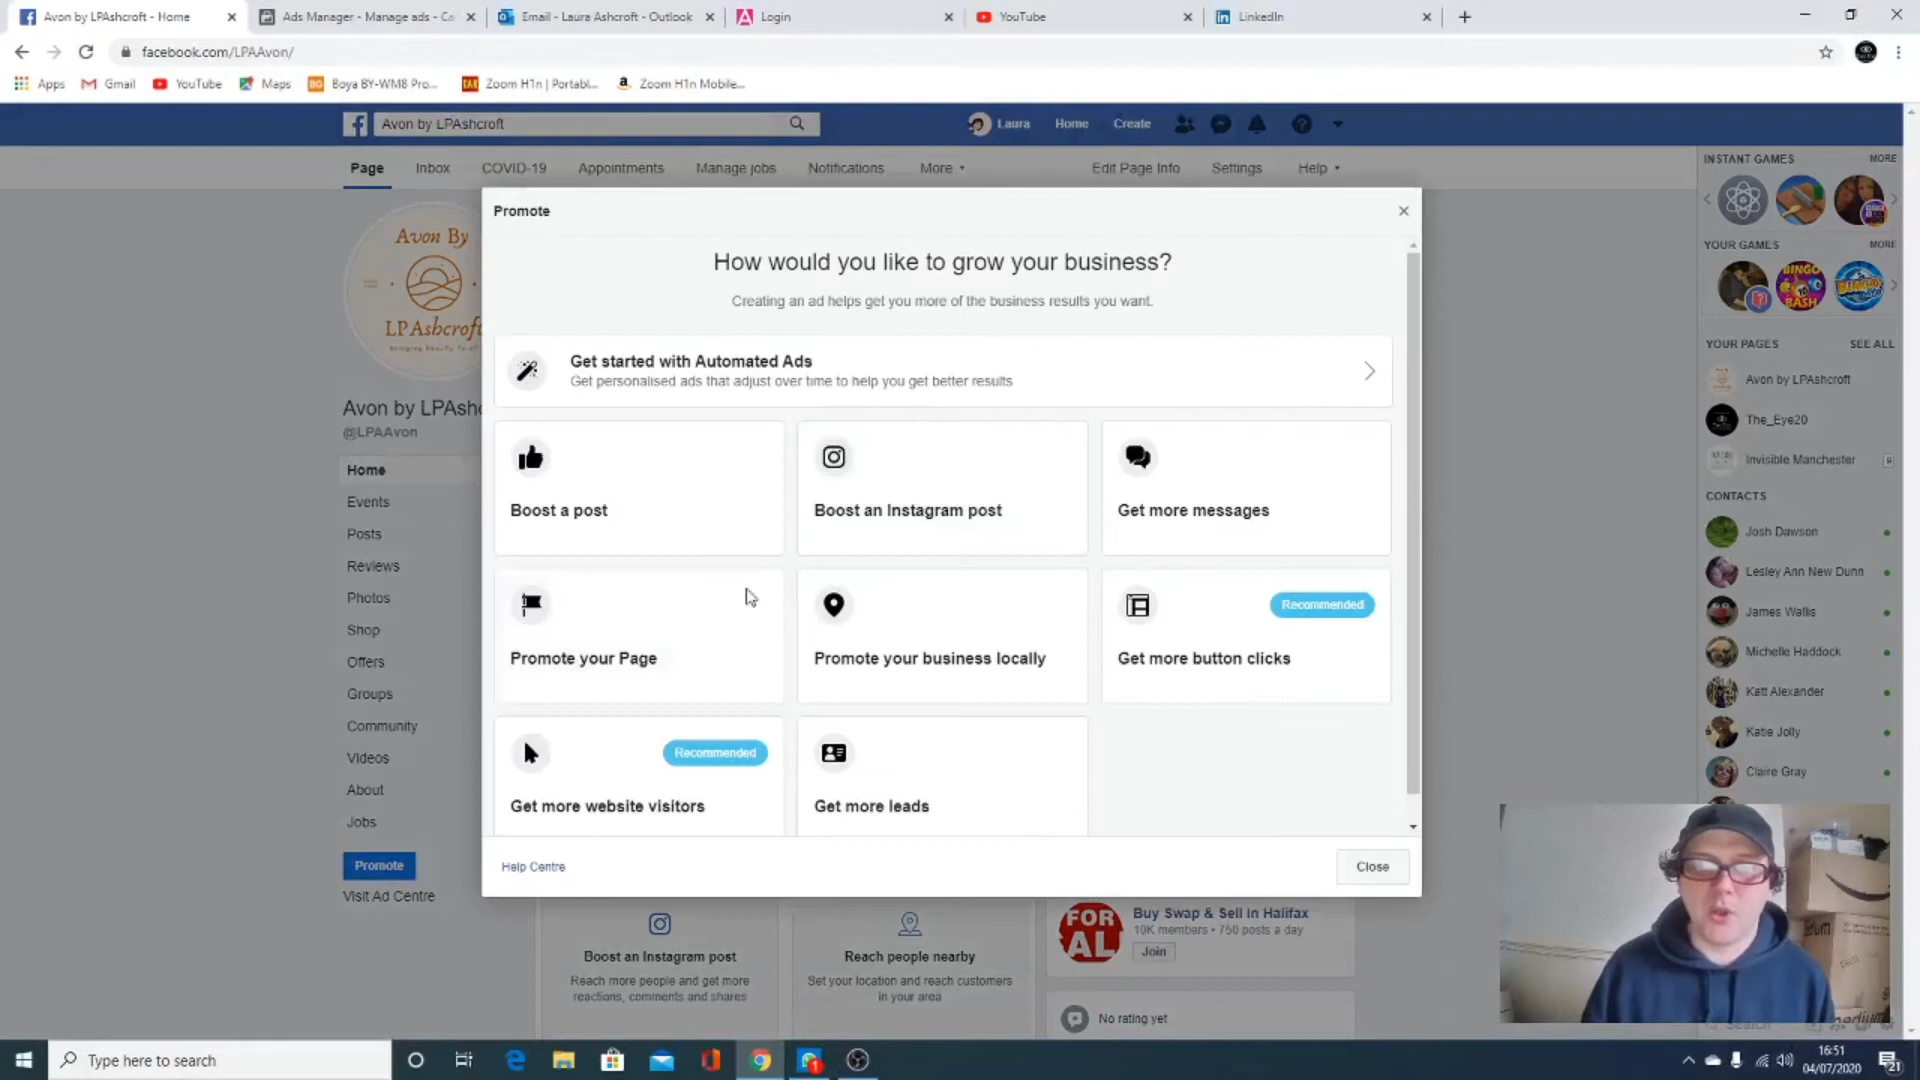 Avon by LPAshcroft - Home
Ads Manager - Manage ads - Ca
Email - Laura Ashcroft - Outlook
Login
YouTube
LinkedIn
facebook.com/LPAAvon/
Apps
Gmail
YouTube
Maps
Boya BY-WM8 Pro...
Zoom H1n | Portabl...
Zoom H1n Mobile...
Avon by LPAshcroft
Laura
Home
Create
Page
Inbox
COVID-19
Appointments
Manage jobs
Notifications
More
Edit Page Info
Settings
Help
INSTANT GAMES
MORE
YOUR GAMES
MORE
BINGO
BASH
YOUR PAGES
SEE ALL
Avon by LPAshcroft
The_Eye20
Invisible Manchester
CONTACTS
Josh Dawson
Lesley Ann New Dunn
James Wallis
Michelle Haddock
Katt Alexander
Katie Jolly
Claire Gray
Search
Avon By
LPAshcroft
Avon by LPAshc
@LPAAvon
Home
Events
Posts
Reviews
Photos
Shop
Offers
Groups
Community
Videos
About
Jobs
Promote
Visit Ad Centre
Promote
How would you like to grow your business?
Creating an ad helps get you more of the business results you want.
Get started with Automated Ads
Get personalised ads that adjust over time to help you get better results
Boost a post
Boost an Instagram post
Get more messages
Promote your Page
Promote your business locally
Recommended
Get more button clicks
Recommended
Get more website visitors
Get more leads
Help Centre
Close
Boost an Instagram post
Reach more people and get more
reactions, comments and shares
Reach people nearby
Set your location and reach customers
in your area
FOR
AL
Buy Swap & Sell in Halifax
10K members • 750 posts a day
Join
No rating yet
medium
Type here to search
1
16:51
04/07/2020
21